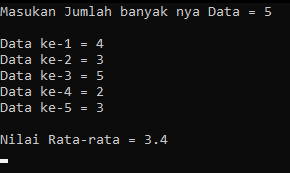 Masukan Jumlah banyak nya Data = 5
Data ke-1 = 4
Data ke-2 = 3
Data ke-3 = 5
Data ke-4 = 2
Data ke-5 = 3
Nilai Rata-rata = 3.4